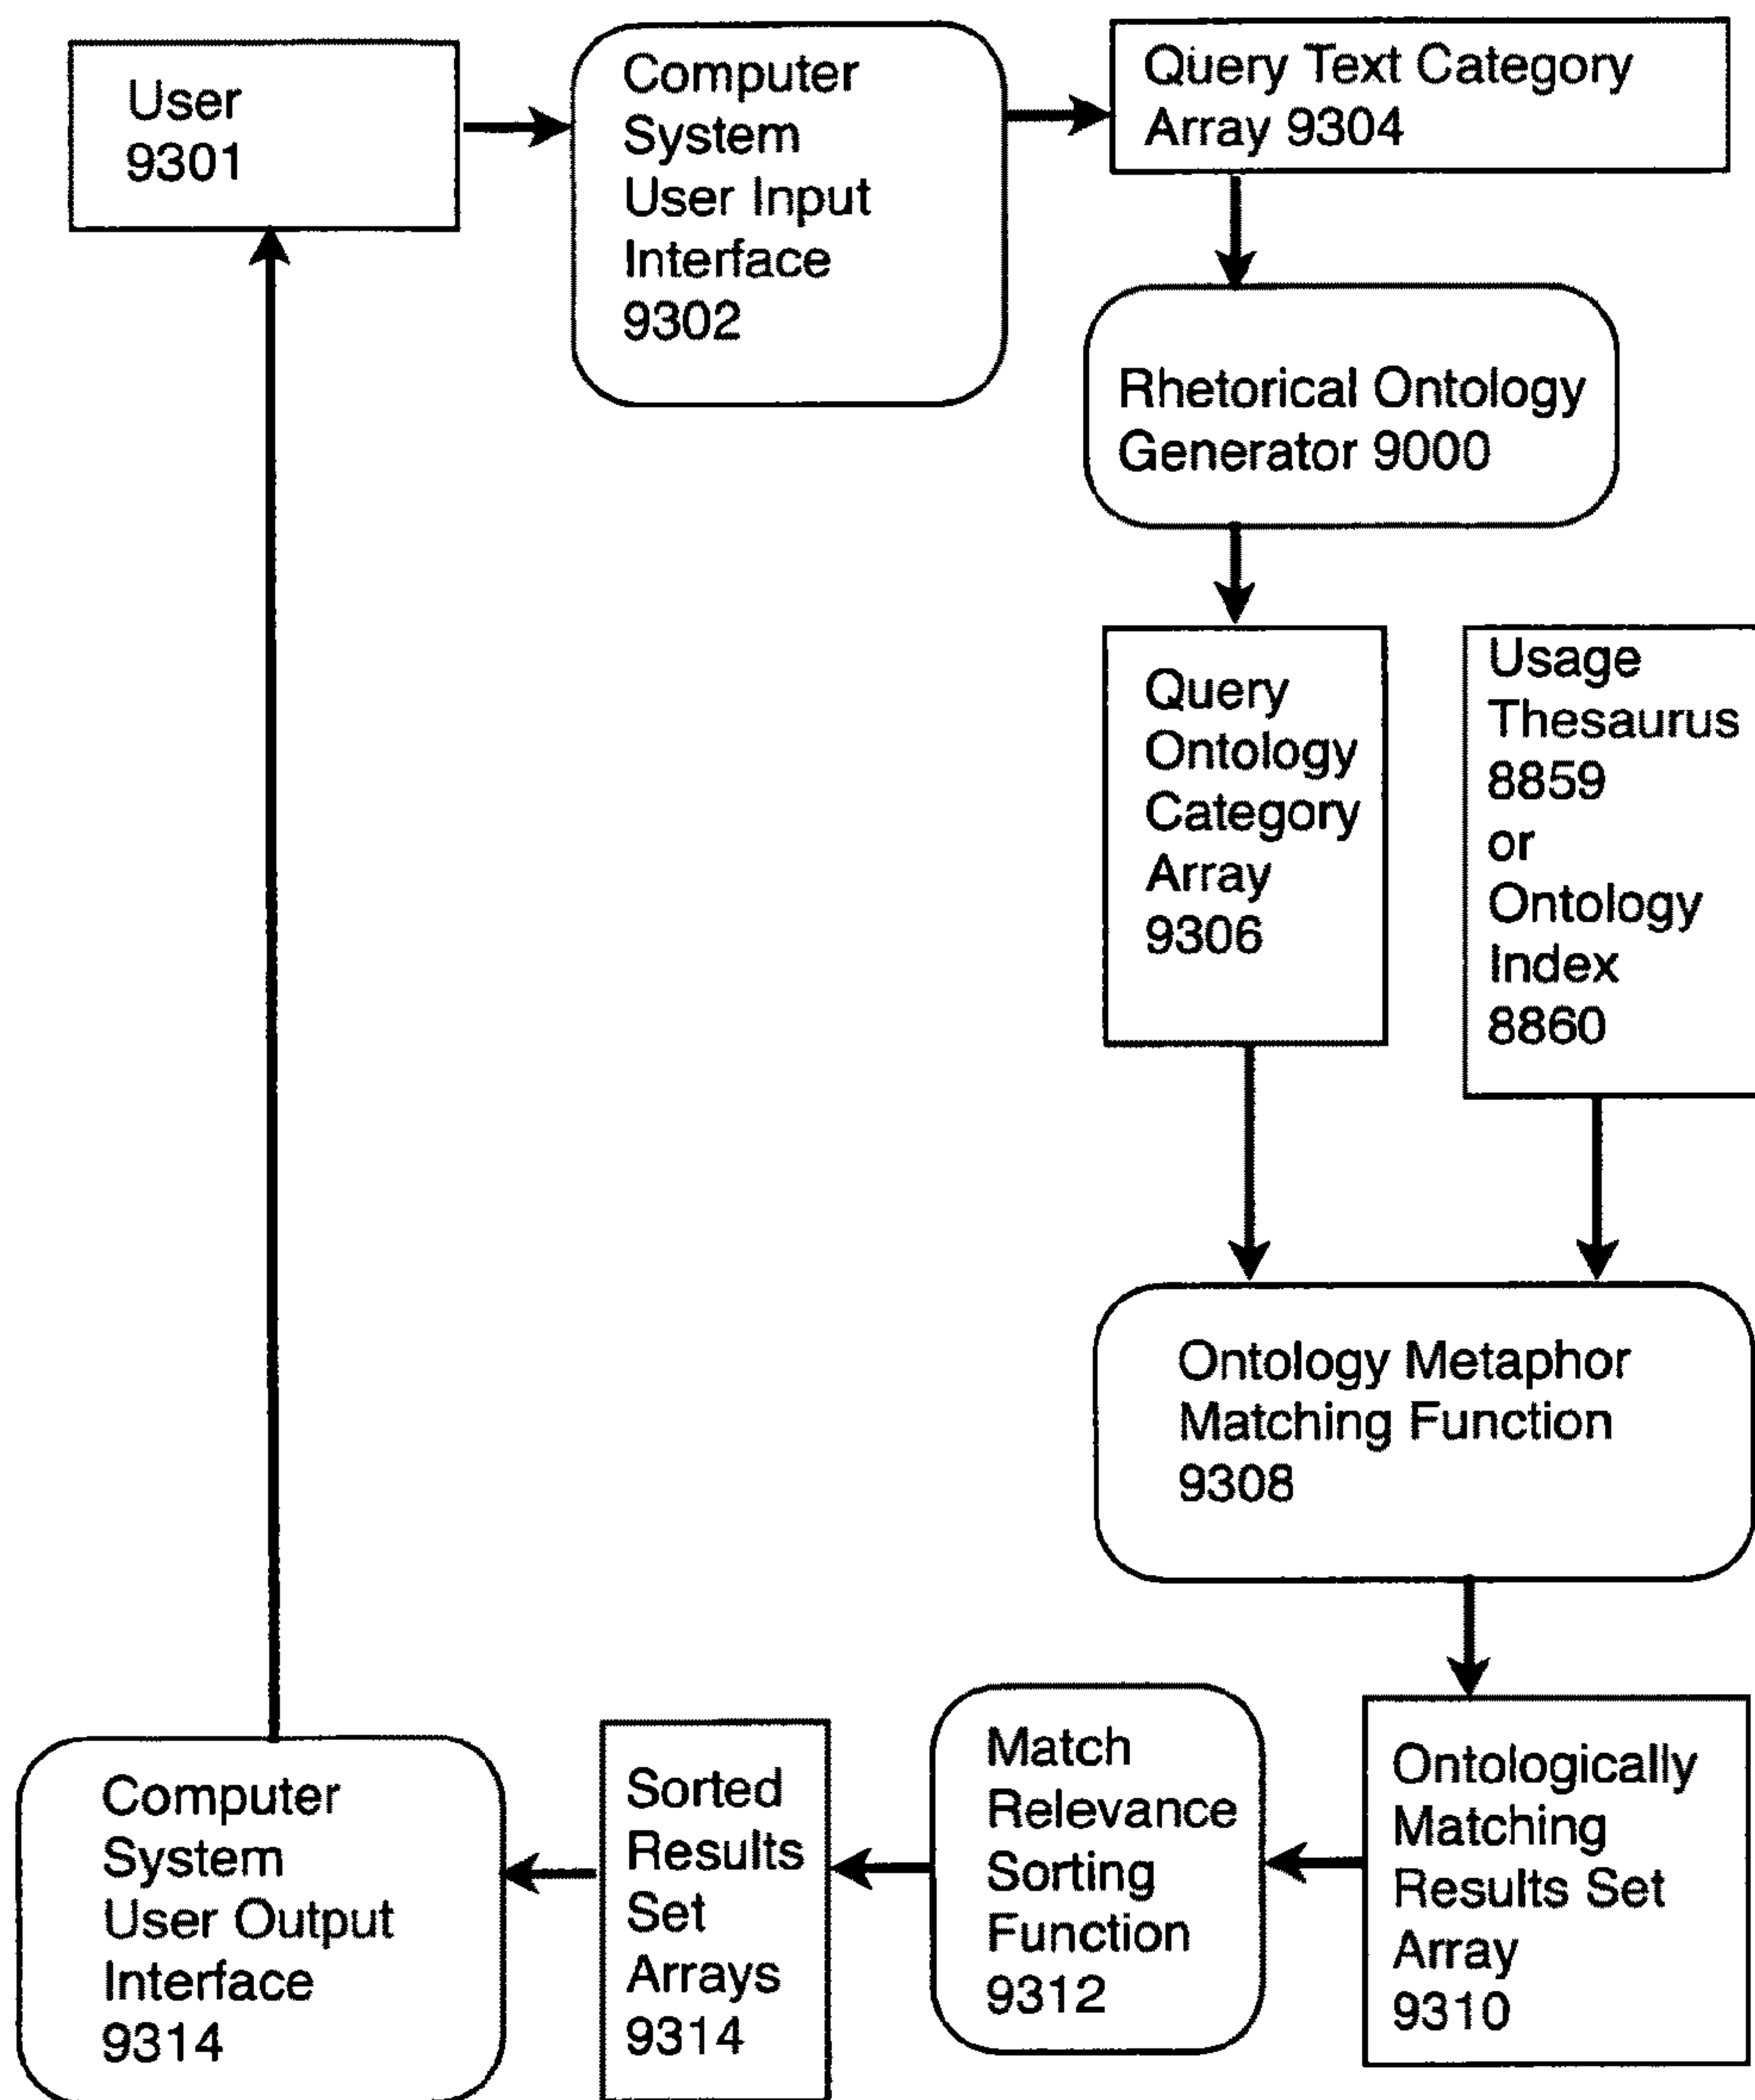 User
9301
Computer
System
User Input
Interface
9302
Query Text Category
Array 9304
Rhetorical Ontology
Generator 9000
Query
Ontology
Category
Array
9306
Usage
Thesaurus
8859
or
Ontology
Index
8860
Ontology Metaphor
Matching Function
9308
Ontologically
Matching
Results Set
Array
9310
Match
Relevance
Sorting
Function
9312
Sorted
Results
Set
Arrays
9314
Computer
System
User Output
Interface
9314